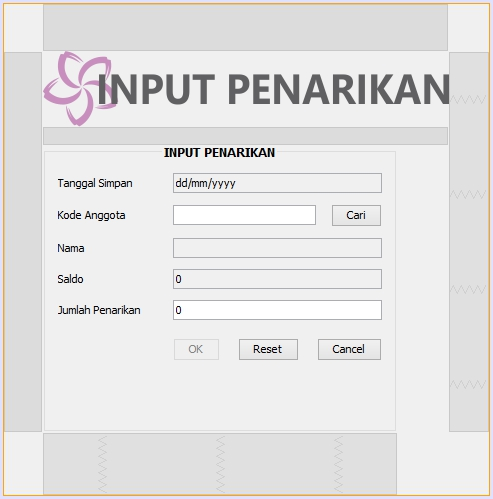 INPUT PENARIKAN
INPUT PENARIKAN
Tanggal Simpan dd/mm/yyyy
Kode Anggota Cari
Nama
Saldo 0
Jumlah Penarikan 0
OK Reset Cancel